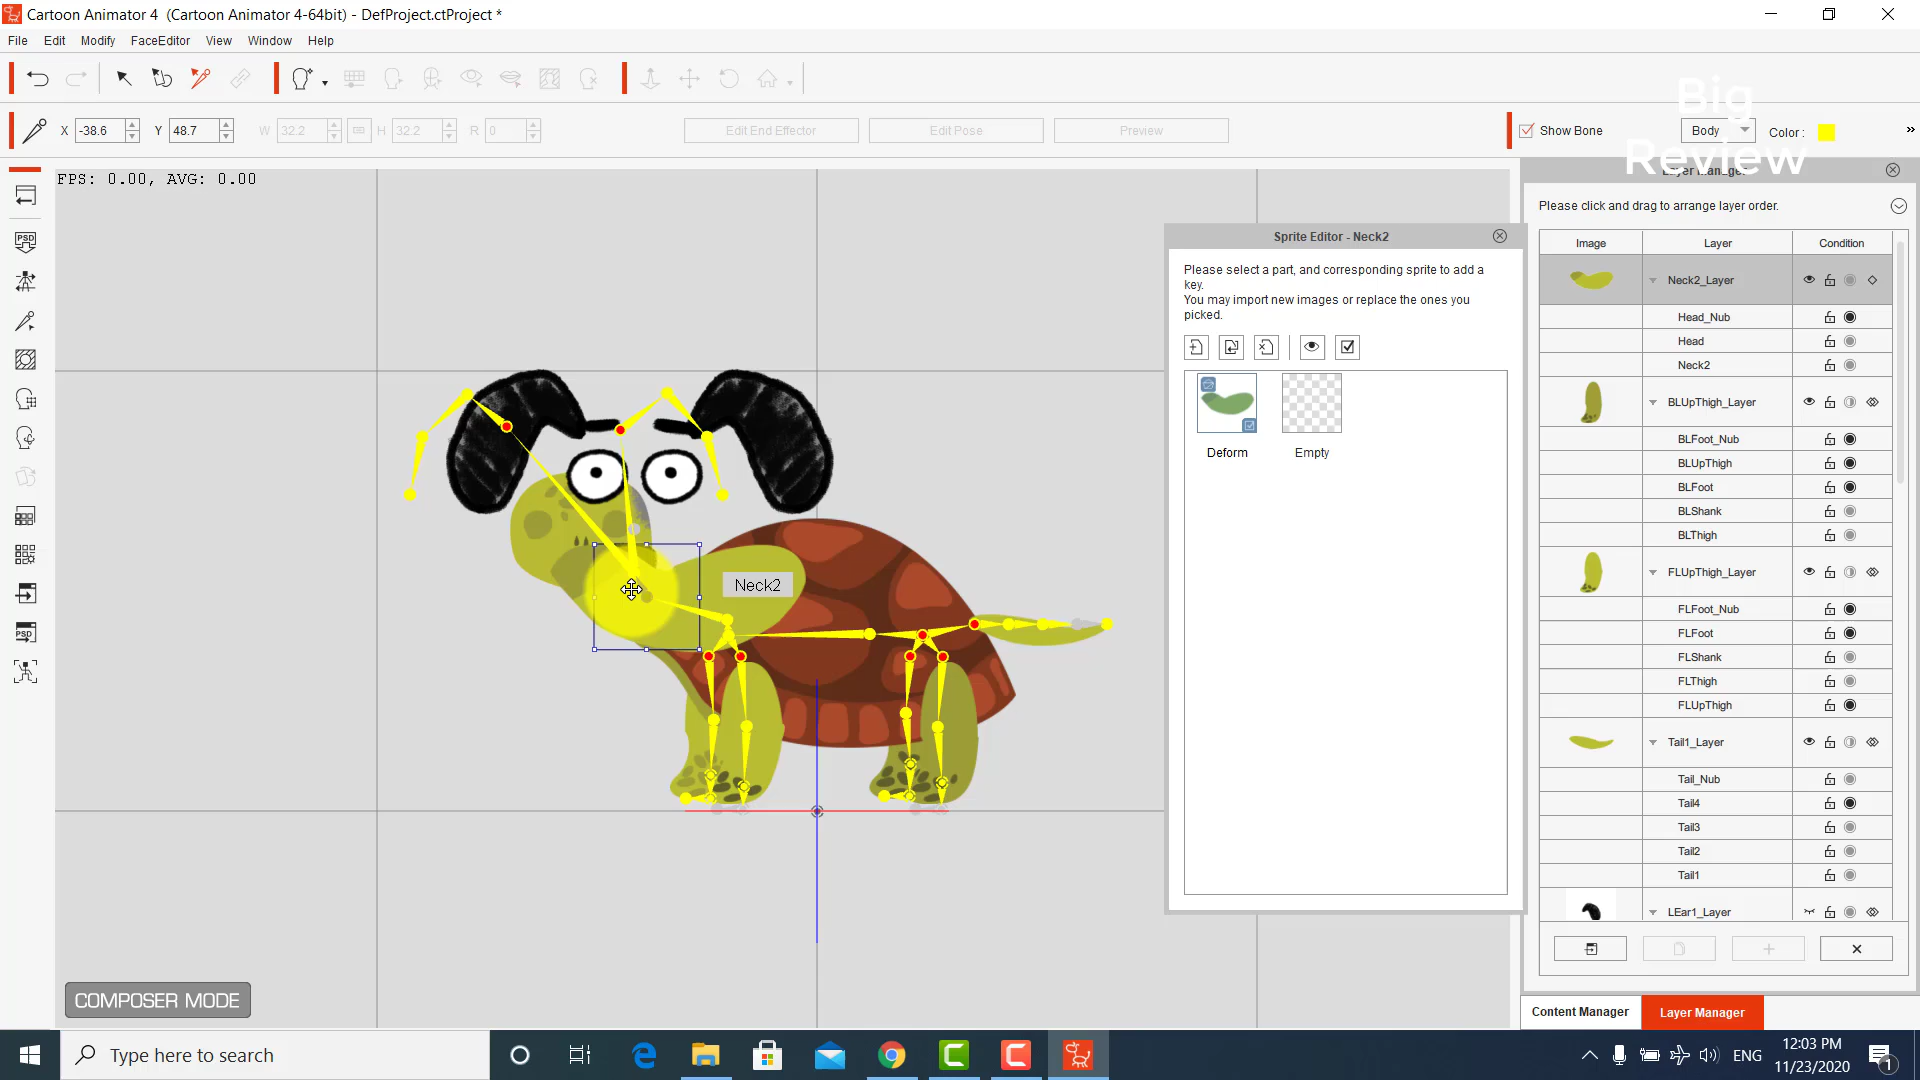 Cartoon Animator 4  (Cartoon Animator 4-64bit) - DefProject.ctProject *
File Edit Modify FaceEditor View Window Help
X -38.6 Y 48.7 W 32.2 H 32.2 R 0 Edit End Effector Edit Pose Preview Show Bone Body Color :
Big
Review
FPS: 0.00, AVG: 0.00
Please click and drag to arrange layer order.
Image Layer Condition
Sprite Editor - Neck2
Please select a part, and corresponding sprite to add a
key.
You may import new images or replace the ones you
picked.
Deform Empty
Neck2
Neck2_Layer
Head_Nub
Head
Neck2
BLUpThigh_Layer
BLFoot_Nub
BLUpThigh
BLFoot
BLShank
BLThigh
FLUpThigh_Layer
FLFoot_Nub
FLFoot
FLShank
FLThigh
FLUpThigh
Tail1_Layer
Tail_Nub
Tail4
Tail3
Tail2
Tail1
LEar1_Layer
PSD
PSD
COMPOSER MODE
Content Manager Layer Manager
Type here to search
ENG
12:03 PM
11/23/2020
1